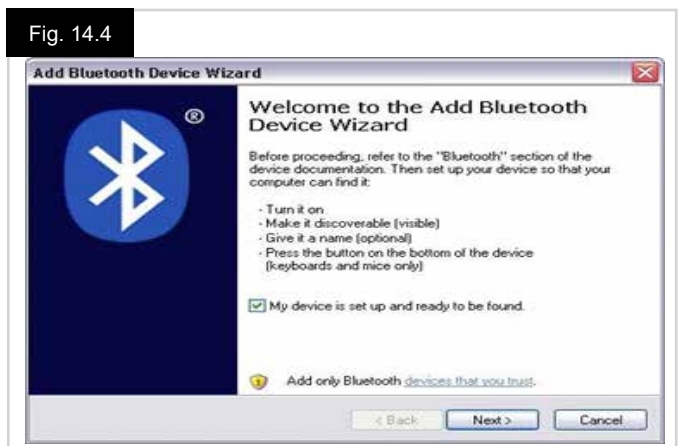 Fig. 14.4
Add Bluetooth Device Wizard
®
Welcome to the Add Bluetooth
Device Wizard
Before proceeding, refer to the "Bluetooth" section of the
device documentation. Then set up your device so that your
computer can find it:
- Turn it on
- Make it discoverable (visible)
- Give it a name (optional)
- Press the button on the bottom of the device
(keyboards and mice only)
My device is set up and ready to be found.
Add only Bluetooth devices that you trust.
< Back
Next >
Cancel